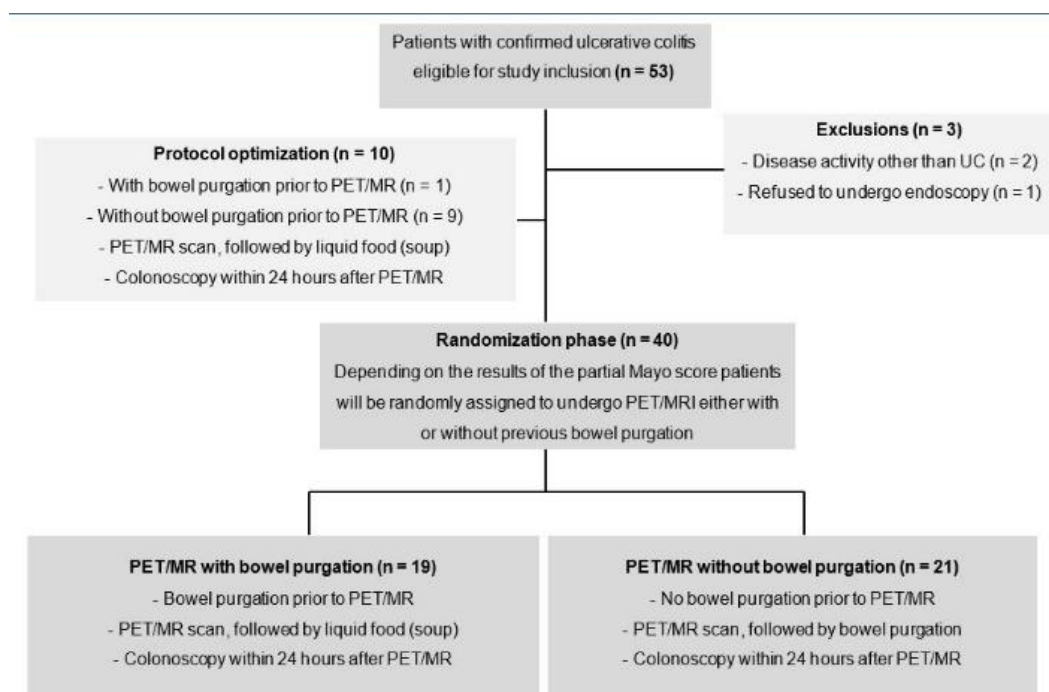 Patients with confirmed ulcerative colitis
eligible for study inclusion (n = 53)
Protocol optimization (n = 10)
- With bowel purgation prior to PET/MR (n = 1)
- Without bowel purgation prior to PET/MR (n = 9)
- PET/MR scan, followed by liquid food (soup)
- Colonoscopy within 24 hours after PET/MR
Exclusions (n = 3)
- Disease activity other than UC (n = 2)
- Refused to undergo endoscopy (n = 1)
Randomization phase (n = 40)
Depending on the results of the partial Mayo score patients
will be randomly assigned to undergo PET/MRI either with
or without previous bowel purgation
PET/MR with bowel purgation (n = 19)
- Bowel purgation prior to PET/MR
- PET/MR scan, followed by liquid food (soup)
- Colonoscopy within 24 hours after PET/MR
PET/MR without bowel purgation (n = 21)
- No bowel purgation prior to PET/MR
- PET/MR scan, followed by bowel purgation
- Colonoscopy within 24 hours after PET/MR